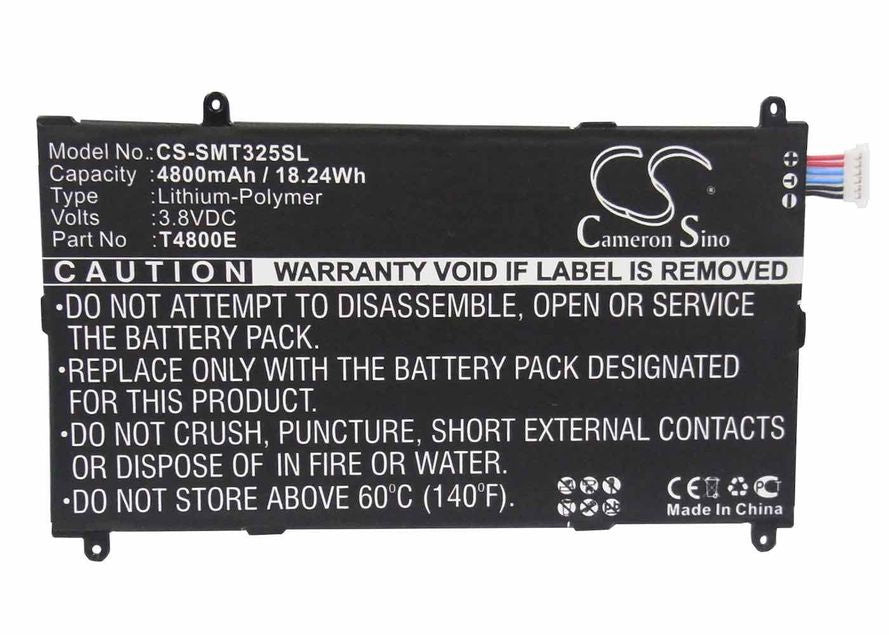 Model No.:CS-SMT325SL
Capacity :4800mAh / 18.24Wh
Type :Lithium-Polymer
Volts :3.8VDC
Part No :T4800E
CS
Cameron Sino
CAUTION WARRANTY VOID IF LABEL IS REMOVED
•DO NOT ATTEMPT TO DISASSEMBLE, OPEN OR SERVICE
THE BATTERY PACK.
•REPLACE ONLY WITH THE BATTERY PACK DESIGNATED
FOR THIS PRODUCT.
•DO NOT CRUSH, PUNCTURE, SHORT EXTERNAL CONTACTS
OR DISPOSE OF IN FIRE OR WATER.
•DO NOT STORE ABOVE 60°C (140°F).
CE
Made In China